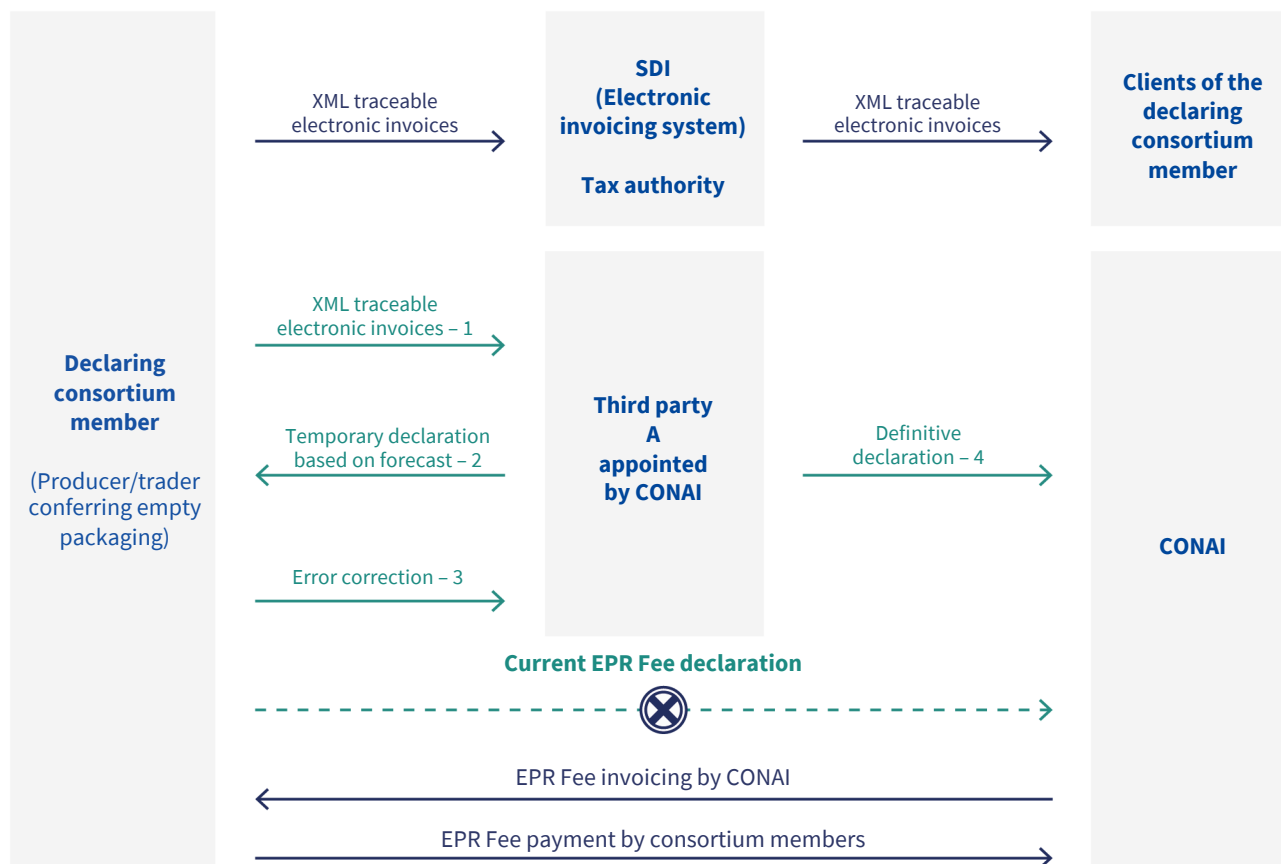 SDI
(Electronic
invoicing system)
Tax authority
XML traceable
electronic invoices
XML traceable
electronic invoices
Clients of the
declaring
consortium
member
Declaring
consortium
member
(Producer/trader
conferring empty
packaging)
XML traceable
electronic invoices – 1
Temporary declaration
based on forecast – 2
Error correction – 3
Third party
A
appointed
by CONAI
Definitive
declaration – 4
CONAI
Current EPR Fee declaration
EPR Fee invoicing by CONAI
EPR Fee payment by consortium members